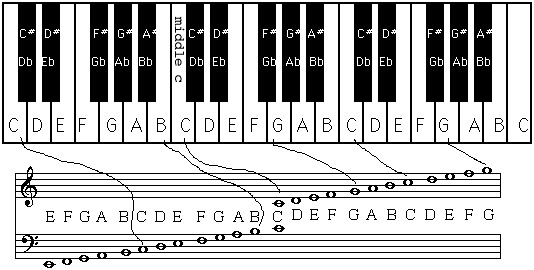 C# D# F# G# A# middle c C# D# F# G# A# C# D# F# G# A#
Db Eb Gb Ab Bb Db Eb Gb Ab Bb Db Eb Gb Ab Bb
C D E F G A B C D E F G A B C D E F G A B C
E F G A B C D E F G A B C D E F G A B C D E F G